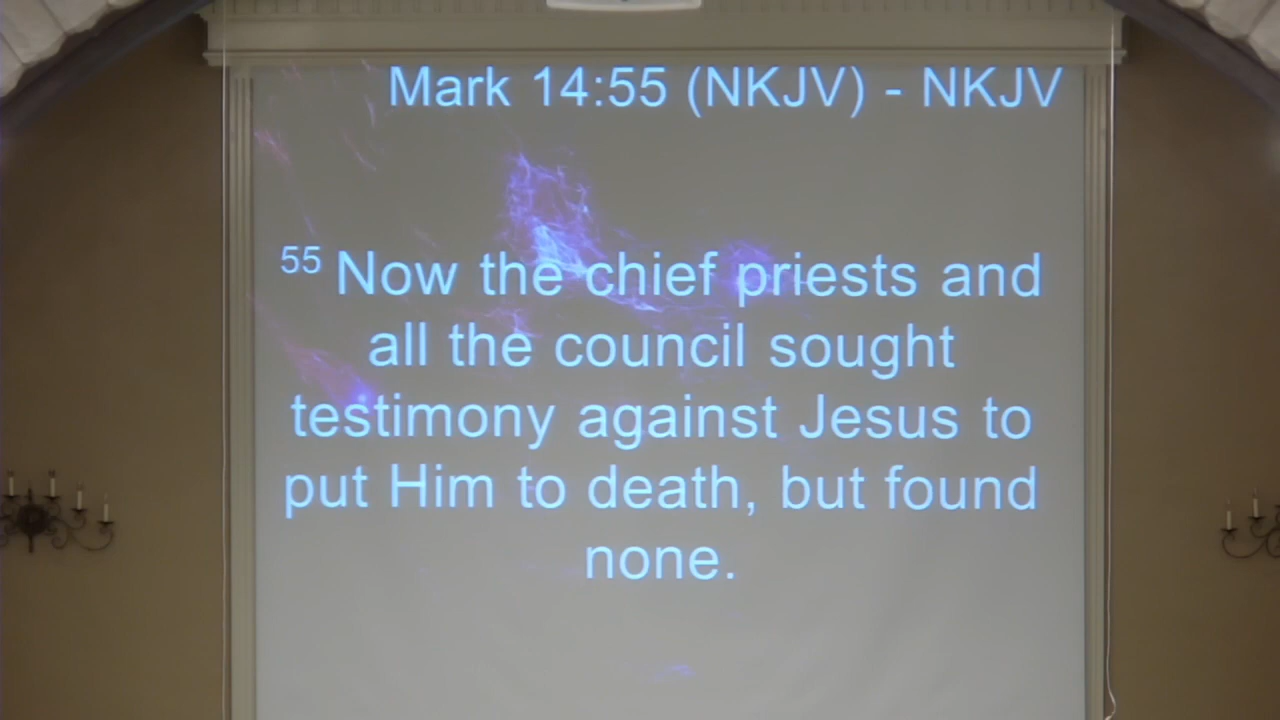 Mark 14:55 (NKJV) - NKJV
55 Now the chief priests and
all the council sought
testimony against Jesus to
put Him to death, but found
none.